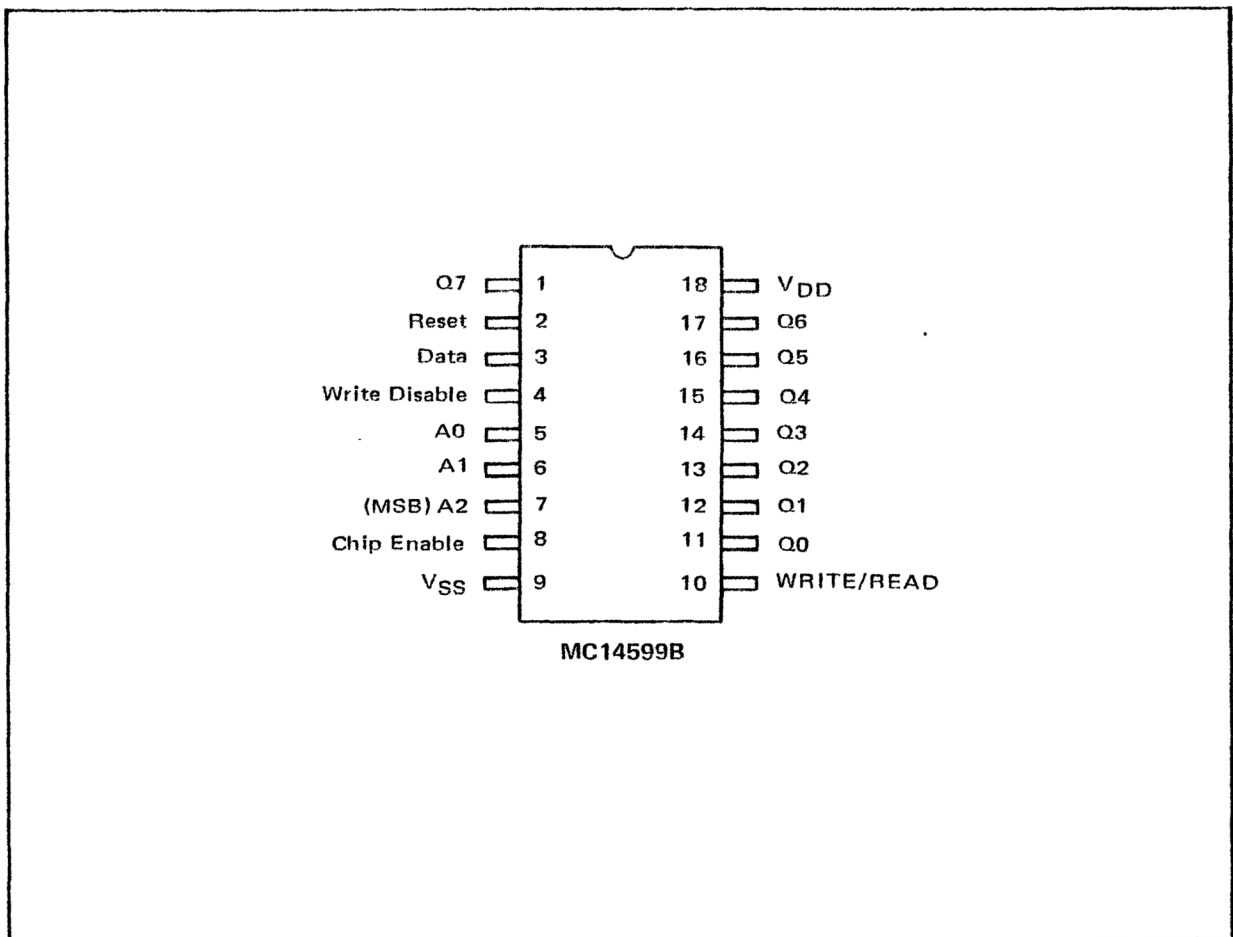 Q7 1 18 VDD
Reset 2 17 Q6
Data 3 16 Q5
Write Disable 4 15 Q4
A0 5 14 Q3
A1 6 13 Q2
(MSB) A2 7 12 Q1
Chip Enable 8 11 Q0
VSS 9 10 WRITE/READ
MC14599B